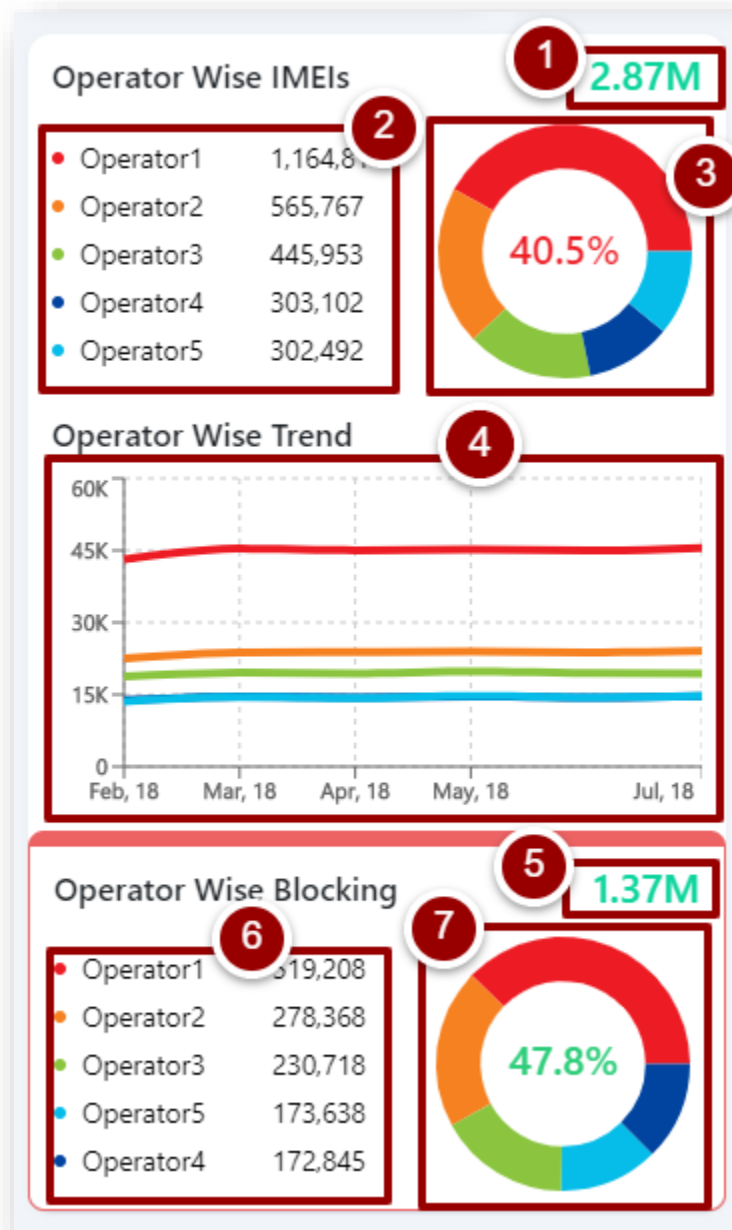 1
Operator Wise IMEIs 2.87M
2
Operator1
Operator2 565,767
Operator3 445,953
Operator4 303,102
Operator5 302,492
3
40.5%
Operator Wise Trend
4
60K
45K
30K
15K
0
Feb, 18 Mar, 18 Apr, 18 May, 18 Jul, 18
5
Operator Wise Blocking 1.37M
6
Operator1
Operator2 278,368
Operator3 230,718
Operator5 173,638
Operator4 172,845
7
47.8%